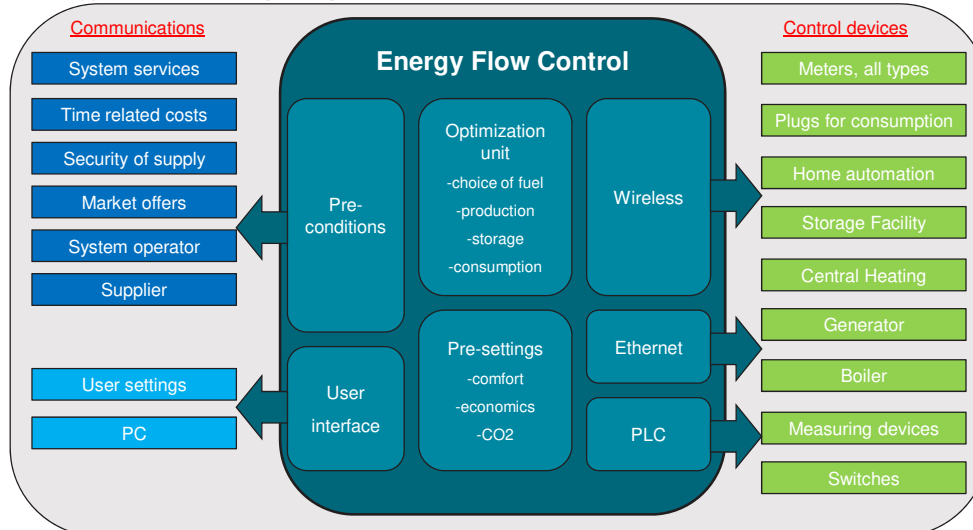 Communications
System services
Time related costs
Security of supply
Market offers
System operator
Supplier
User settings
PC
Energy Flow Control
Pre-
conditions
User
interface
Optimization
unit
-choice of fuel
-production
-storage
-consumption
Pre-settings
-comfort
-economics
-CO2
Wireless
Ethernet
PLC
Control devices
Meters, all types
Plugs for consumption
Home automation
Storage Facility
Central Heating
Generator
Boiler
Measuring devices
Switches